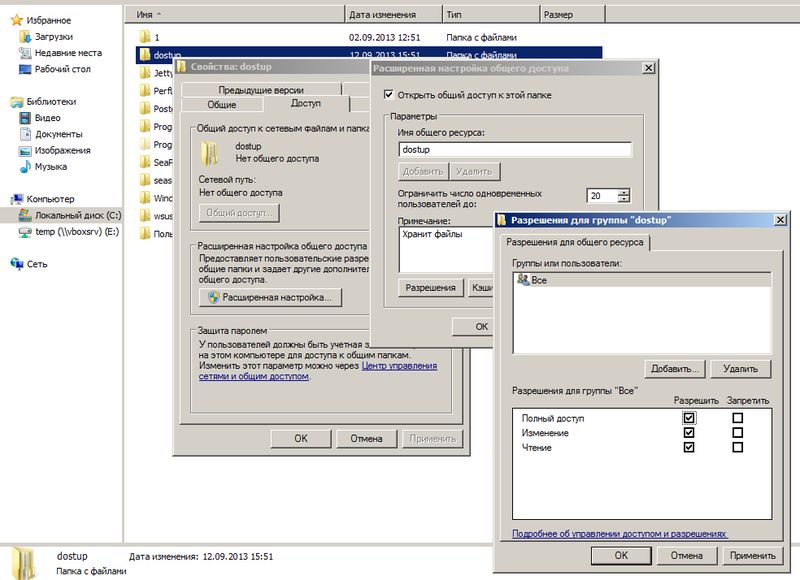 Избранное
Загрузки
Недавние места
Рабочий стол
Библиотеки
Видео
Документы
Изображения
Музыка
Компьютер
Локальный диск (C:)
temp (\\vboxsrv) (E:)
Сеть
Имя
Дата изменения
Тип
Размер
1
02.09.2013 12:51
Папка с файлами
dostup
12.09.2013 15:51
Папка с файлами
Jetty
Perfl
Posto
Prog
Prog
SeaP
seas
Wind
wsus
Поль
Свойства: dostup
Предыдущие версии
Общие
Доступ
Общий доступ к сетевым файлам и папка
dostup
Нет общего доступа
Сетевой путь:
Нет общего доступа
Общий доступ...
Расширенная настройка общего доступа
Предоставляет пользовательские разре
общие папки и задает другие дополнител
общего доступа.
Расширенная настройка...
Защита паролем
У пользователей должны быть учетная з
на этом компьютере для доступа к общим папкам.
Изменить этот параметр можно через Центр управления
сетями и общим доступом.
OK
Отмена
Применить
Расширенная настройка общего доступа
Открыть общий доступ к этой папке
Параметры
Имя общего ресурса:
dostup
Добавить
Удалить
Ограничить число одновременных
пользователей до:
20
Примечание:
Хранит файлы
Разрешения
Кэши
OK
Разрешения для группы "dostup"
Разрешения для общего ресурса
Группы или пользователи:
Все
Добавить...
Удалить
Разрешения для группы "Все"
Разрешить
Запретить
Полный доступ
Изменение
Чтение
Подробнее об управлении доступом и разрешениях
OK
Отмена
Применить
dostup
Дата изменения: 12.09.2013 15:51
Папка с файлами